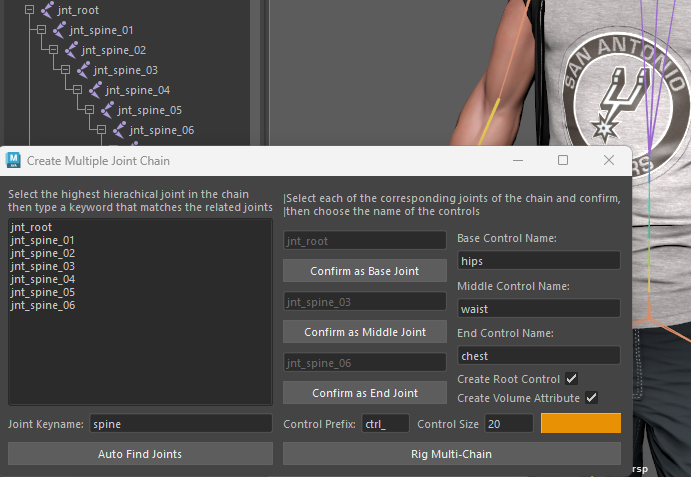 jnt_root
jnt_spine_01
jnt_spine_02
jnt_spine_03
jnt_spine_04
jnt_spine_05
jnt_spine_06
SAN ANTONIO
RS
M
Create Multiple Joint Chain
Select the highest hierachical joint in the chain
then type a keyword that matches the related joints
jnt_root
jnt_spine_01
jnt_spine_02
jnt_spine_03
jnt_spine_04
jnt_spine_05
jnt_spine_06
Joint Keyname: spine
Auto Find Joints
|Select each of the corresponding joints of the chain and confirm,
|then choose the name of the controls
jnt_root
Confirm as Base Joint
jnt_spine_03
Confirm as Middle Joint
jnt_spine_06
Confirm as End Joint
Base Control Name:
hips
Middle Control Name:
waist
End Control Name:
chest
Create Root Control
Create Volume Attribute
Control Prefix: ctrl_ Control Size 20
Rig Multi-Chain
rsp